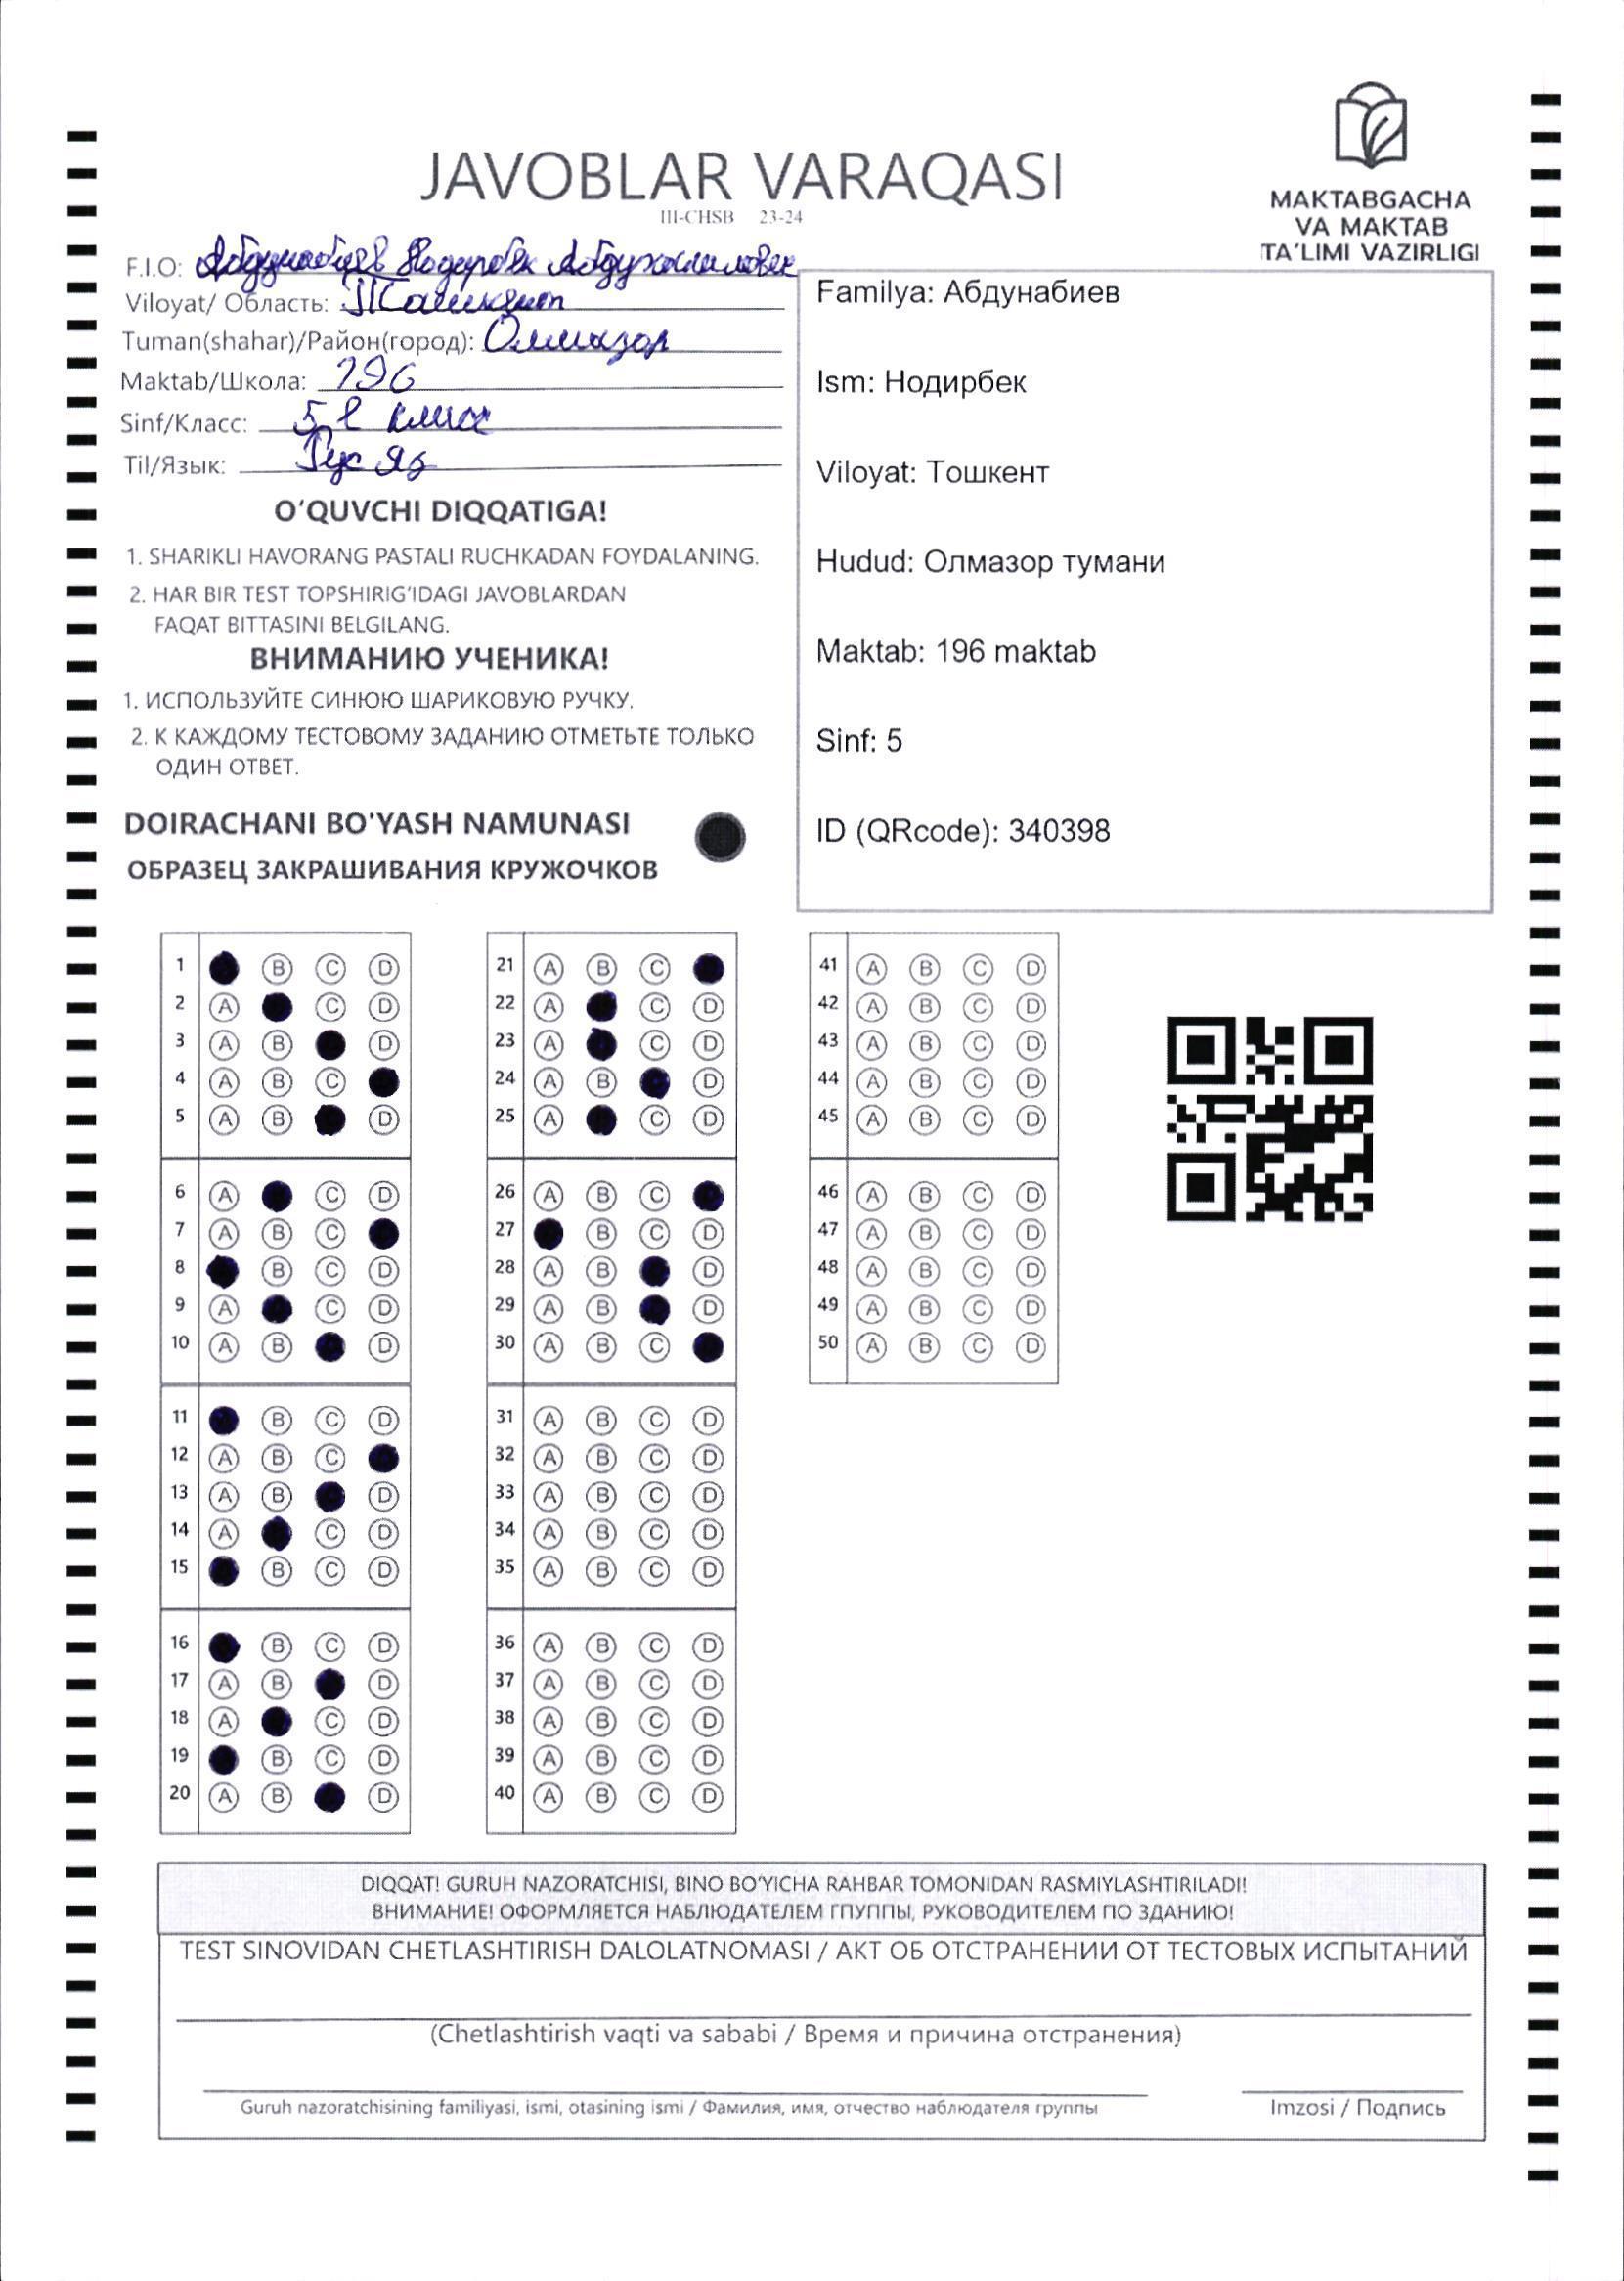 JAVOBLAR VARAQASI
III-CHSB 23-24
MAKTABGACHA
VA MAKTAB
TA'LIMI VAZIRLIGI
F.I.O: Абдунабиев Нодирбек
Viloyat/ Область: Ташкент
Tuman(shahar)/Район(город): Олмазор
Maktab/Школа: 196
Sinf/Класс: 5 класс
Til/Язык: Рус яз
O'QUVCHI DIQQATIGA!
1. SHARIKLI HAVORANG PASTALI RUCHKADAN FOYDALANING.
2. HAR BIR TEST TOPSHIRIG'IDAGI JAVOBLARDAN
FAQAT BITTASINI BELGILANG.
ВНИМАНИЮ УЧЕНИКА!
1. ИСПОЛЬЗУЙТЕ СИНЮЮ ШАРИКОВУЮ РУЧКУ.
2. К КАЖДОМУ ТЕСТОВОМУ ЗАДАНИЮ ОТМЕТЬТЕ ТОЛЬКО
ОДИН ОТВЕТ.
DOIRACHANI BO'YASH NAMUNASI
ОБРАЗЕЦ ЗАКРАШИВАНИЯ КРУЖОЧКОВ
Familya: Абдунабиев
Ism: Нодирбек
Viloyat: Тошкент
Hudud: Олмазор тумани
Maktab: 196 maktab
Sinf: 5
ID (QRcode): 340398
1 B C D
2 A C D
3 A B D
4 A B C
5 A B D
6 A C D
7 A B C
8 B C D
9 A C D
10 A B D
11 B C D
12 A B C
13 A B D
14 A C D
15 B C D
16 B C D
17 A B D
18 A C D
19 B C D
20 A B D
21 A B C
22 A C D
23 A C D
24 A B D
25 A C D
26 A B C
27 B C D
28 A B D
29 A B D
30 A B C
31 A B C D
32 A B C D
33 A B C D
34 A B C D
35 A B C D
36 A B C D
37 A B C D
38 A B C D
39 A B C D
40 A B C D
41 A B C D
42 A B C D
43 A B C D
44 A B C D
45 A B C D
46 A B C D
47 A B C D
48 A B C D
49 A B C D
50 A B C D
DIQQAT! GURUH NAZORATCHISI, BINO BO'YICHA RAHBAR TOMONIDAN RASMIYLASHTIRILADI!
ВНИМАНИЕ! ОФОРМЛЯЕТСЯ НАБЛЮДАТЕЛЕМ ГПУППЫ, РУКОВОДИТЕЛЕМ ПО ЗДАНИЮ!
TEST SINOVIDAN CHETLASHTIRISH DALOLATNOMASI / АКТ ОБ ОТСТРАНЕНИИ ОТ ТЕСТОВЫХ ИСПЫТАНИЙ
(Chetlashtirish vaqti va sababi / Время и причина отстранения)
Guruh nazoratchisining familiyasi, ismi, otasining ismi / Фамилия, имя, отчество наблюдателя группы
Imzosi / Подпись